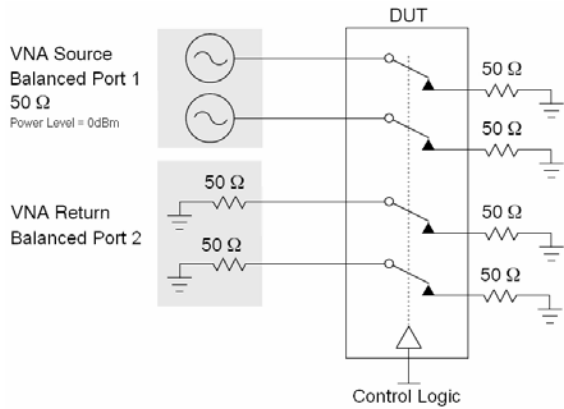 DUT
VNA Source
Balanced Port 1
50 Ω
Power Level = 0dBm
50 Ω
50 Ω
VNA Return
Balanced Port 2
50 Ω
50 Ω
50 Ω
50 Ω
Control Logic